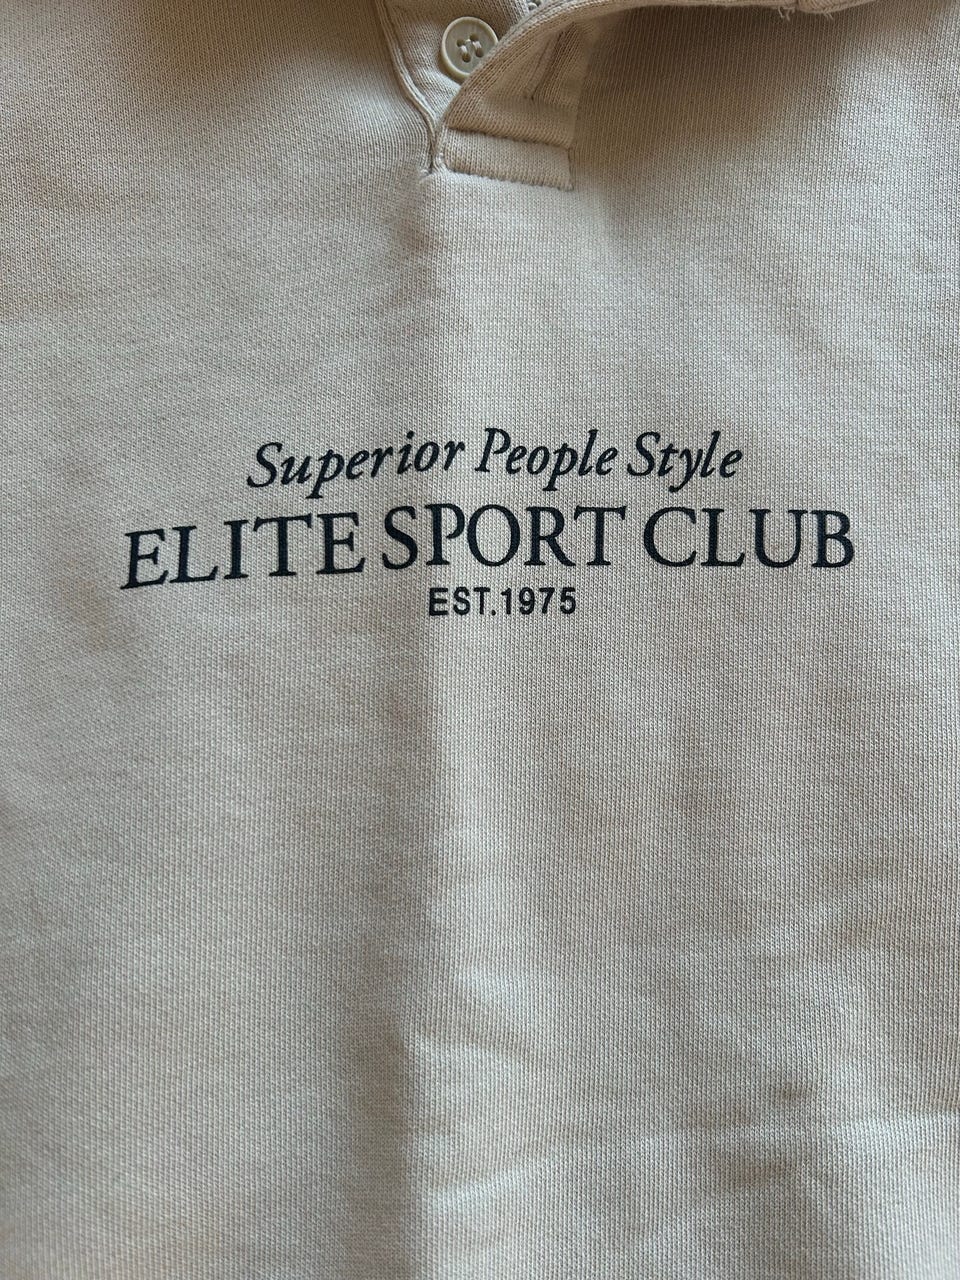 Superior People Style
ELITE SPORT CLUB
EST.1975